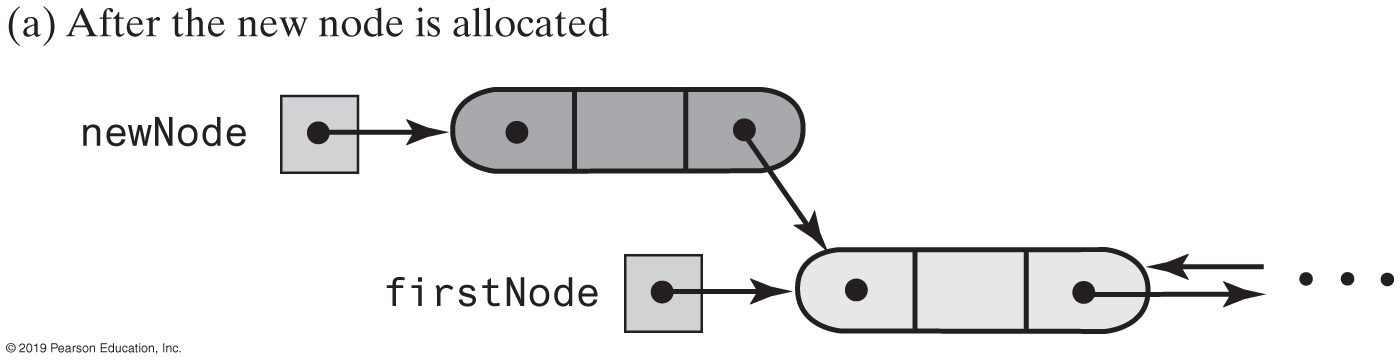 (a) After the new node is allocated
newNode
firstNode
© 2019 Pearson Education, Inc.